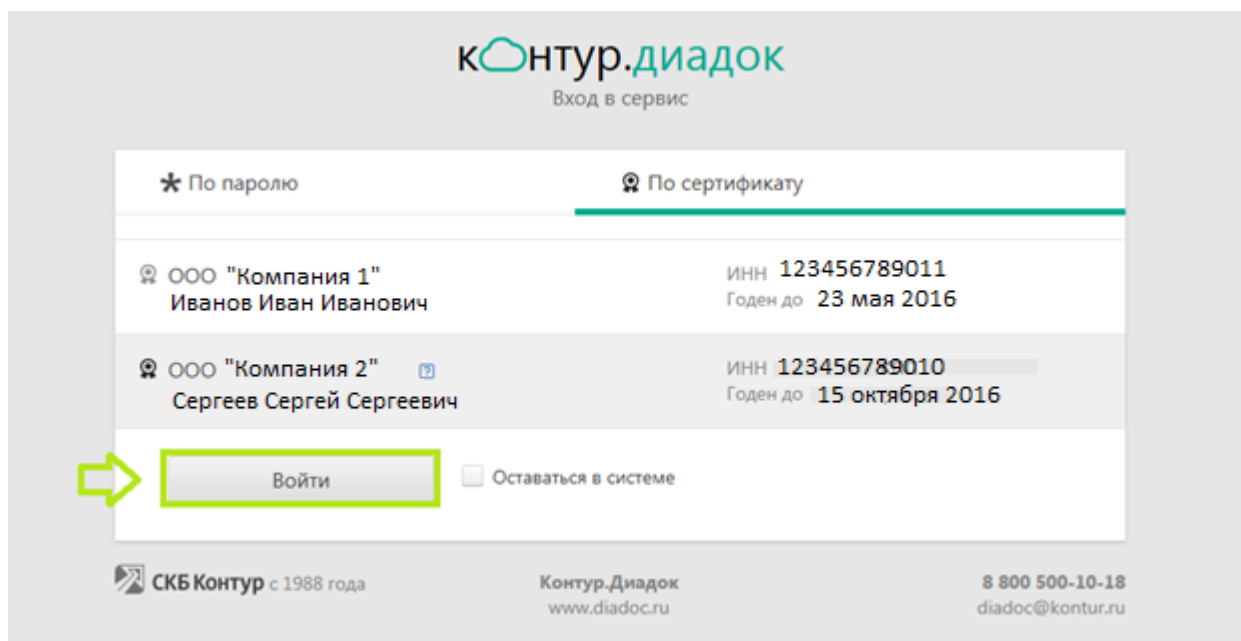 контур.диадок
Вход в сервис
По паролю
По сертификату
ООО "Компания 1"
ИНН 123456789011
Иванов Иван Иванович
Годен до 23 мая 2016
ООО "Компания 2" ?
ИНН 123456789010
Сергеев Сергей Сергеевич
Годен до 15 октября 2016
Войти
Оставаться в системе
СКБ Контур с 1988 года
Контур.Диадок
8 800 500-10-18
www.diadoc.ru
diadoc@kontur.ru